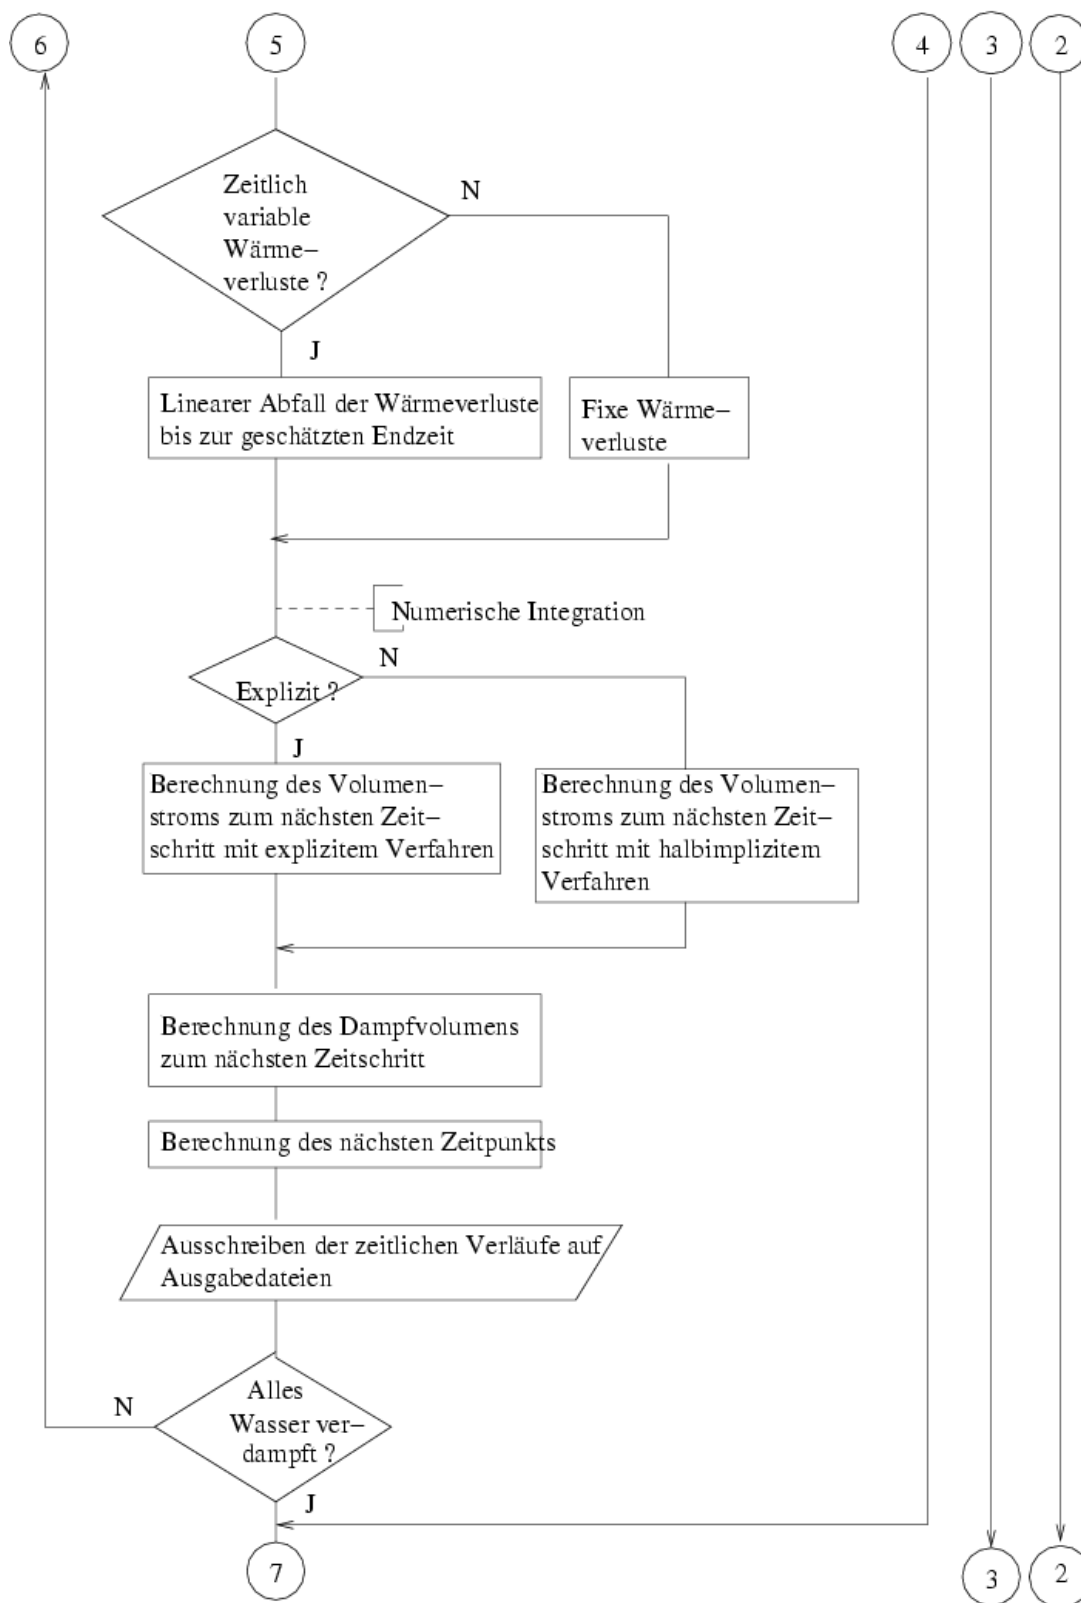 6
5
4
3
2
Zeitlich
variable
Wärme–
verluste ?
N
J
Linearer Abfall der Wärmeverluste
bis zur geschätzten Endzeit
Fixe Wärme–
verluste
Numerische Integration
Explizit ?
N
J
Berechnung des Volumen–
stroms zum nächsten Zeit–
schritt mit explizitem Verfahren
Berechnung des Volumen–
stroms zum nächsten Zeit–
schritt mit halbimplizitem
Verfahren
Berechnung des Dampfvolumens
zum nächsten Zeitschritt
Berechnung des nächsten Zeitpunkts
Ausschreiben der zeitlichen Verläufe auf
Ausgabedateien
Alles
Wasser ver–
dampft ?
N
J
7
3
2